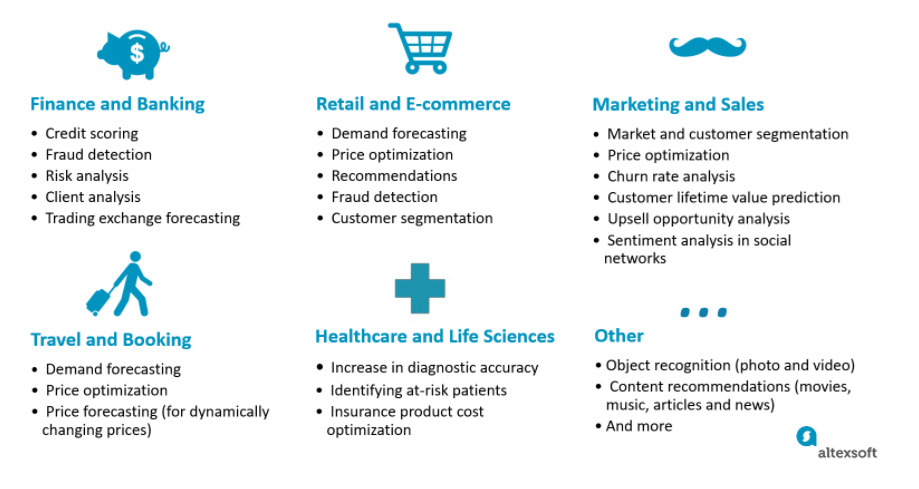 $
Finance and Banking
• Credit scoring
• Fraud detection
• Risk analysis
• Client analysis
• Trading exchange forecasting
Retail and E-commerce
• Demand forecasting
• Price optimization
• Recommendations
• Fraud detection
• Customer segmentation
Marketing and Sales
• Market and customer segmentation
• Price optimization
• Churn rate analysis
• Customer lifetime value prediction
• Upsell opportunity analysis
• Sentiment analysis in social
networks
Travel and Booking
• Demand forecasting
• Price optimization
• Price forecasting (for dynamically
changing prices)
Healthcare and Life Sciences
• Increase in diagnostic accuracy
• Identifying at-risk patients
• Insurance product cost
optimization
...
Other
• Object recognition (photo and video)
• Content recommendations (movies,
music, articles and news)
• And more
altexsoft